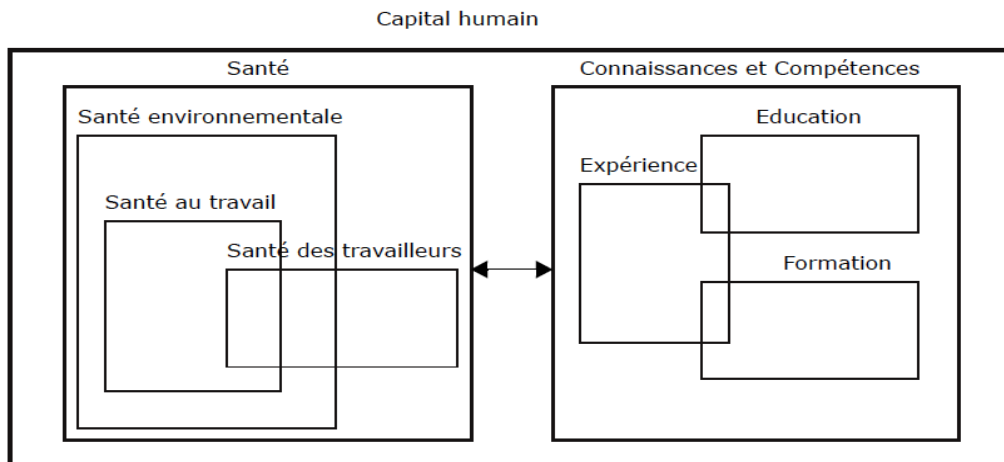 Capital humain
Santé
Connaissances et Compétences
Santé environnementale
Education
Expérience
Santé au travail
Santé des travailleurs
Formation